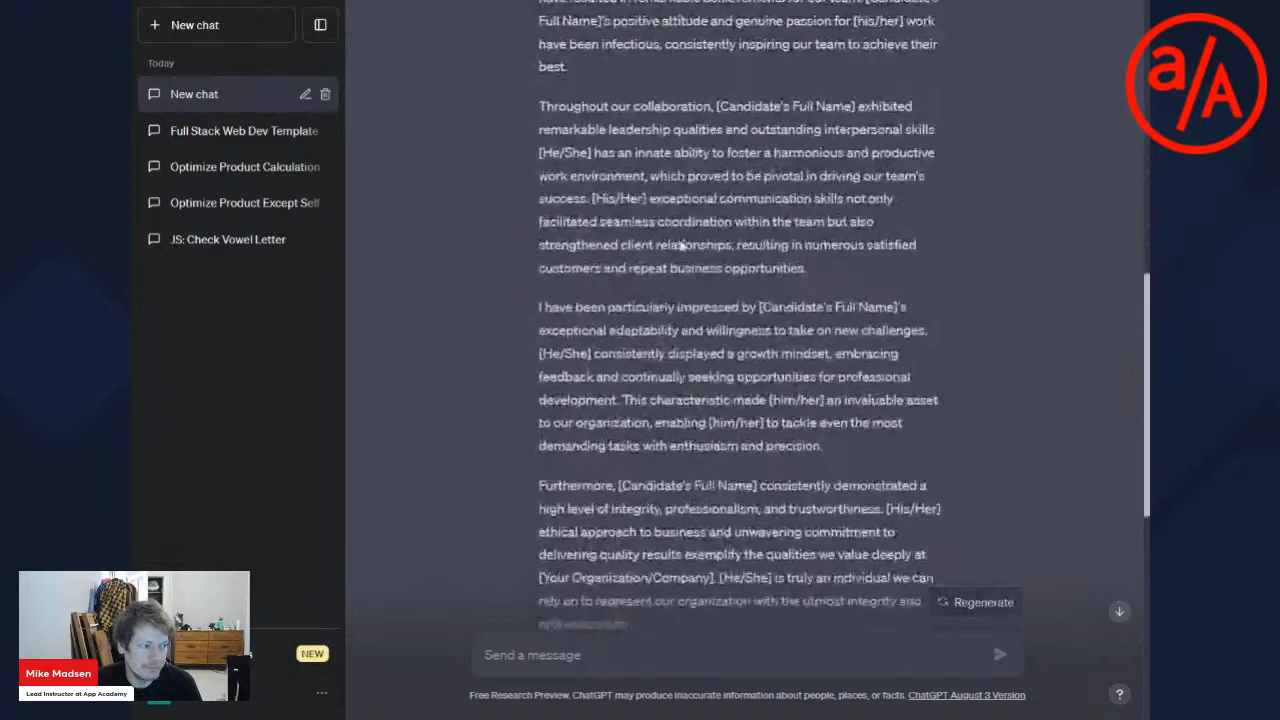 New chat
Today
New chat
Full Stack Web Dev Template
Optimize Product Calculation
Optimize Product Except Self
JS: Check Vowel Letter
Full Name]'s positive attitude and genuine passion for [his/her] work
have been infectious, consistently inspiring our team to achieve their
best.
Throughout our collaboration, [Candidate's Full Name] exhibited
remarkable leadership qualities and outstanding interpersonal skills
[He/She] has an innate ability to foster a harmonious and productive
work environment, which proved to be pivotal in driving our team's
success. [His/Her] exceptional communication skills not only
facilitated seamless coordination within the team but also
strengthened client relationships, resulting in numerous satisfied
customers and repeat business opportunities.
I have been particularly impressed by [Candidate's Full Name]'s
exceptional adaptability and willingness to take on new challenges.
[He/She] consistently displayed a growth mindset, embracing
feedback and continually seeking opportunities for professional
development. This characteristic made [him/her] an invaluable asset
to our organization, enabling [him/her] to tackle even the most
demanding tasks with enthusiasm and precision.
Furthermore, [Candidate's Full Name] consistently demonstrated a
high level of integrity, professionalism, and trustworthiness. [His/Her]
ethical approach to business and unwavering commitment to
delivering quality results exemplify the qualities we value deeply at
[Your Organization/Company]. [He/She] is truly an individual we can
rely on to represent our organization with the utmost integrity and
Regenerate
Send a message
Free Research Preview. ChatGPT may produce inaccurate information about people, places, or facts. ChatGPT August 3 Version
?
NEW
Mike Madsen
Lead Instructor at App Academy
a/A